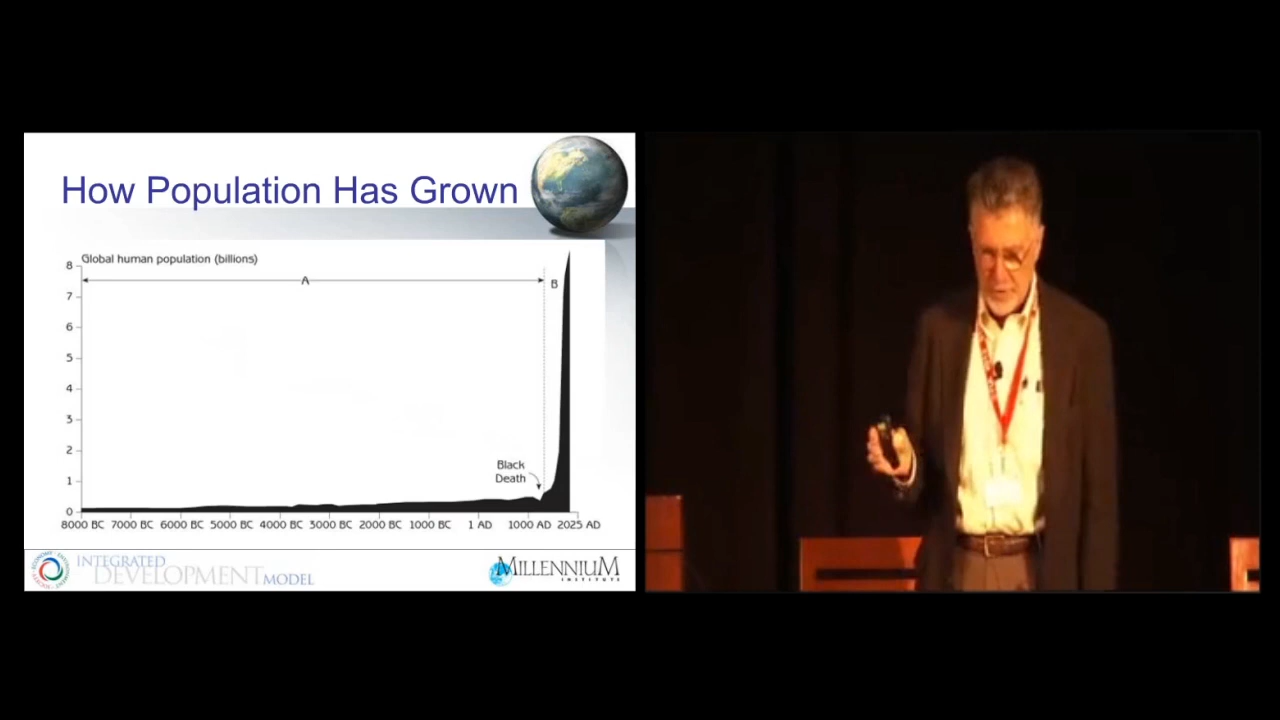 How Population Has Grown
Global human population (billions)
8
A
B
7
6
5
4
3
2
Black
Death
1
0
8000 BC 7000 BC 6000 BC 5000 BC 4000 BC 3000 BC 2000 BC 1000 BC 1 AD 1000 AD 2025 AD
INTEGRATED
DEVELOPMENT MODEL
MILLENNIUM
INSTITUTE